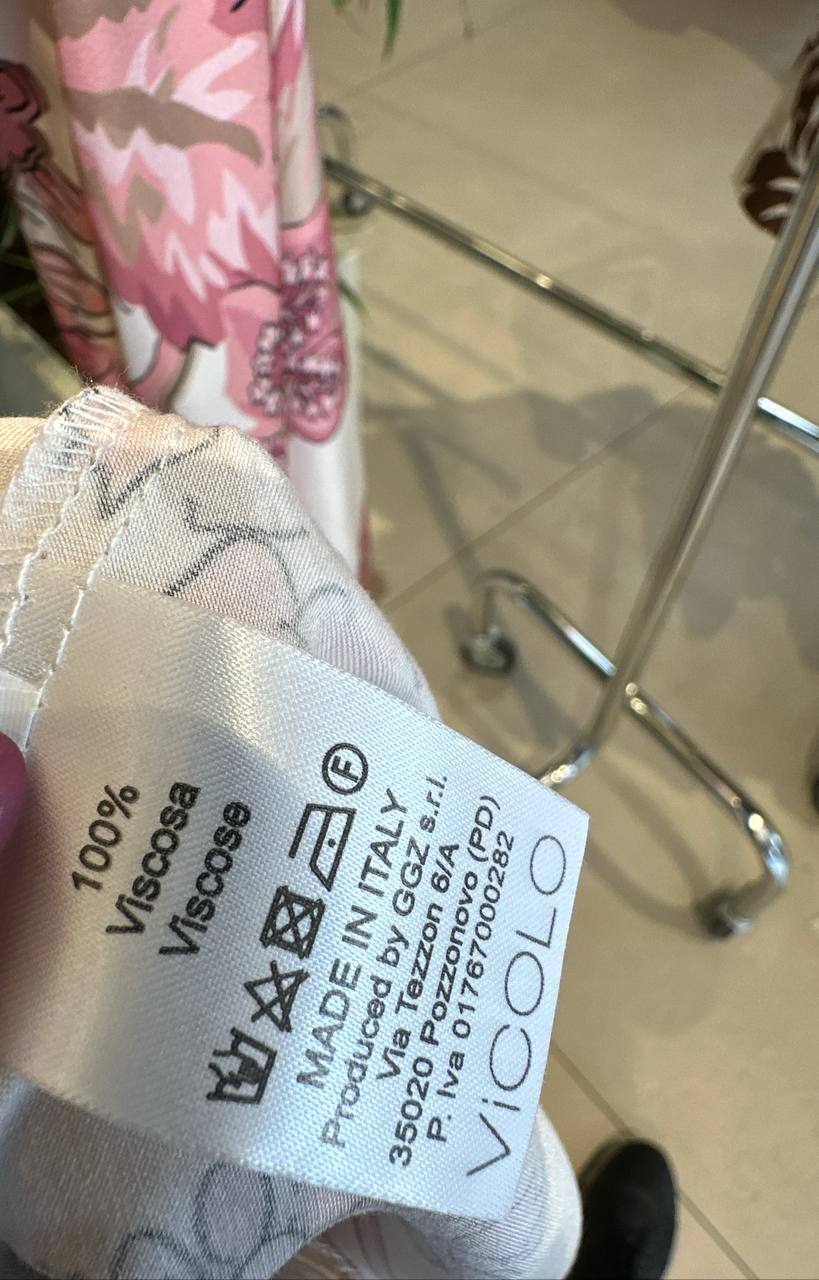 100%
Viscosa
Viscose
F
MADE IN ITALY
Produced by GGZ s.r.l.
Via Tezzon 6/A
35020 Pozzonovo (PD)
P. Iva 01767000282
ViCOLO